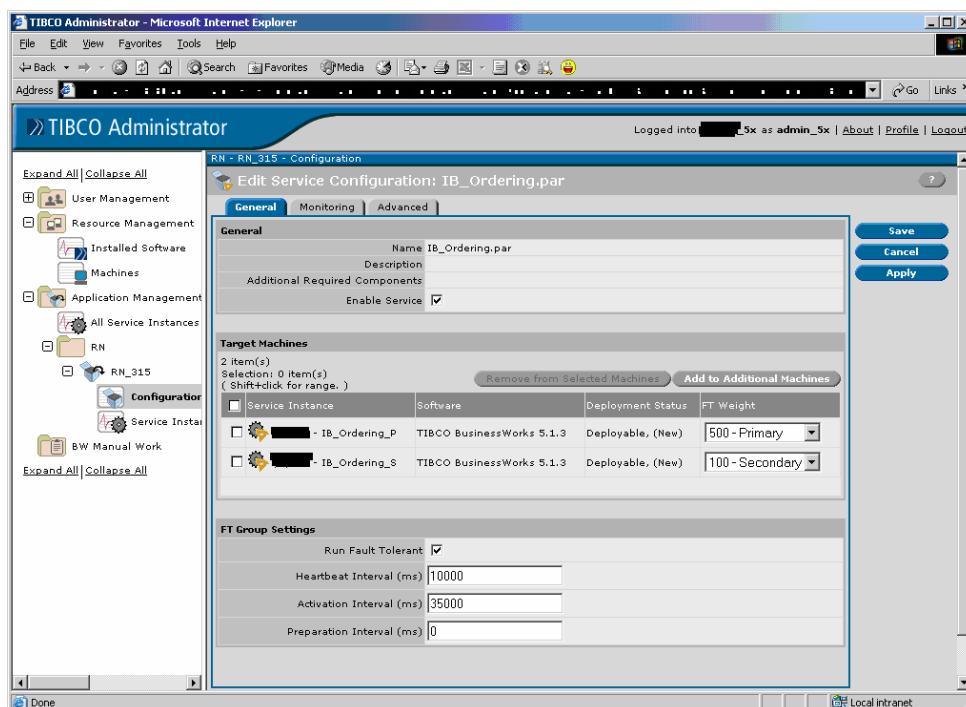 TIBCO Administrator - Microsoft Internet Explorer
File Edit View Favorites Tools Help
Back Search Favorites Media
Address Go Links
TIBCO Administrator
Logged into _5x as admin_5x | About | Profile | Logout
Expand All | Collapse All
User Management
Resource Management
Installed Software
Machines
Application Management
All Service Instances
RN
RN_315
Configuration
Service Instar
BW Manual Work
Expand All | Collapse All
RN - RN_315 - Configuration
Edit Service Configuration: IB_Ordering.par
?
General Monitoring Advanced
Save
Cancel
Apply
General
Name IB_Ordering.par
Description
Additional Required Components
Enable Service
Target Machines
2 item(s)
Selection: 0 item(s)
( Shift+click for range. )
Remove from Selected Machines Add to Additional Machines
Service Instance Software Deployment Status FT Weight
- IB_Ordering_P TIBCO BusinessWorks 5.1.3 Deployable, (New) 500 - Primary
- IB_Ordering_S TIBCO BusinessWorks 5.1.3 Deployable, (New) 100 - Secondary
FT Group Settings
Run Fault Tolerant
Heartbeat Interval (ms) 10000
Activation Interval (ms) 35000
Preparation Interval (ms) 0
Done Local intranet